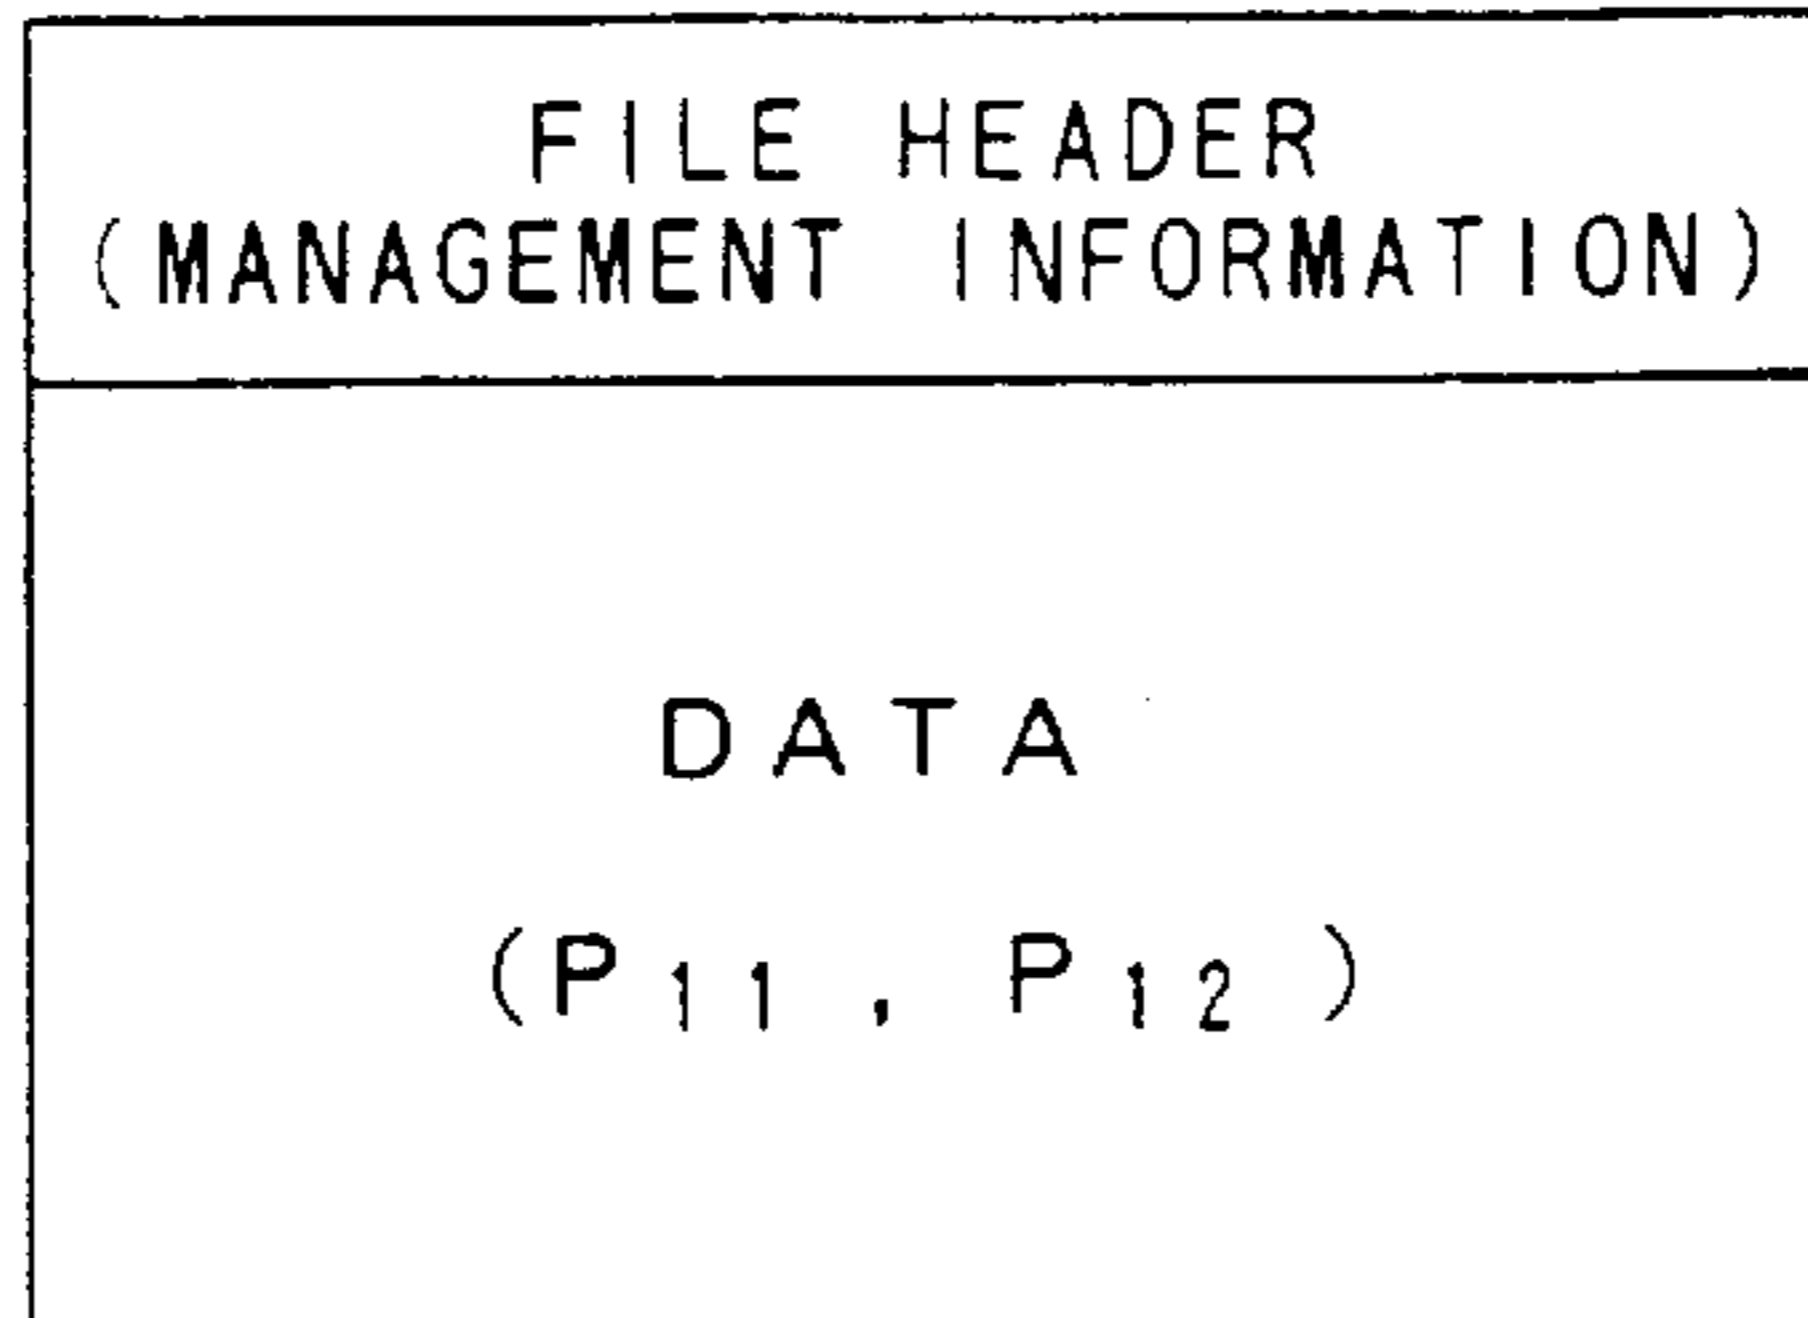 FILE HEADER
(MANAGEMENT INFORMATION)
DATA
(P₁₁, P₁₂)